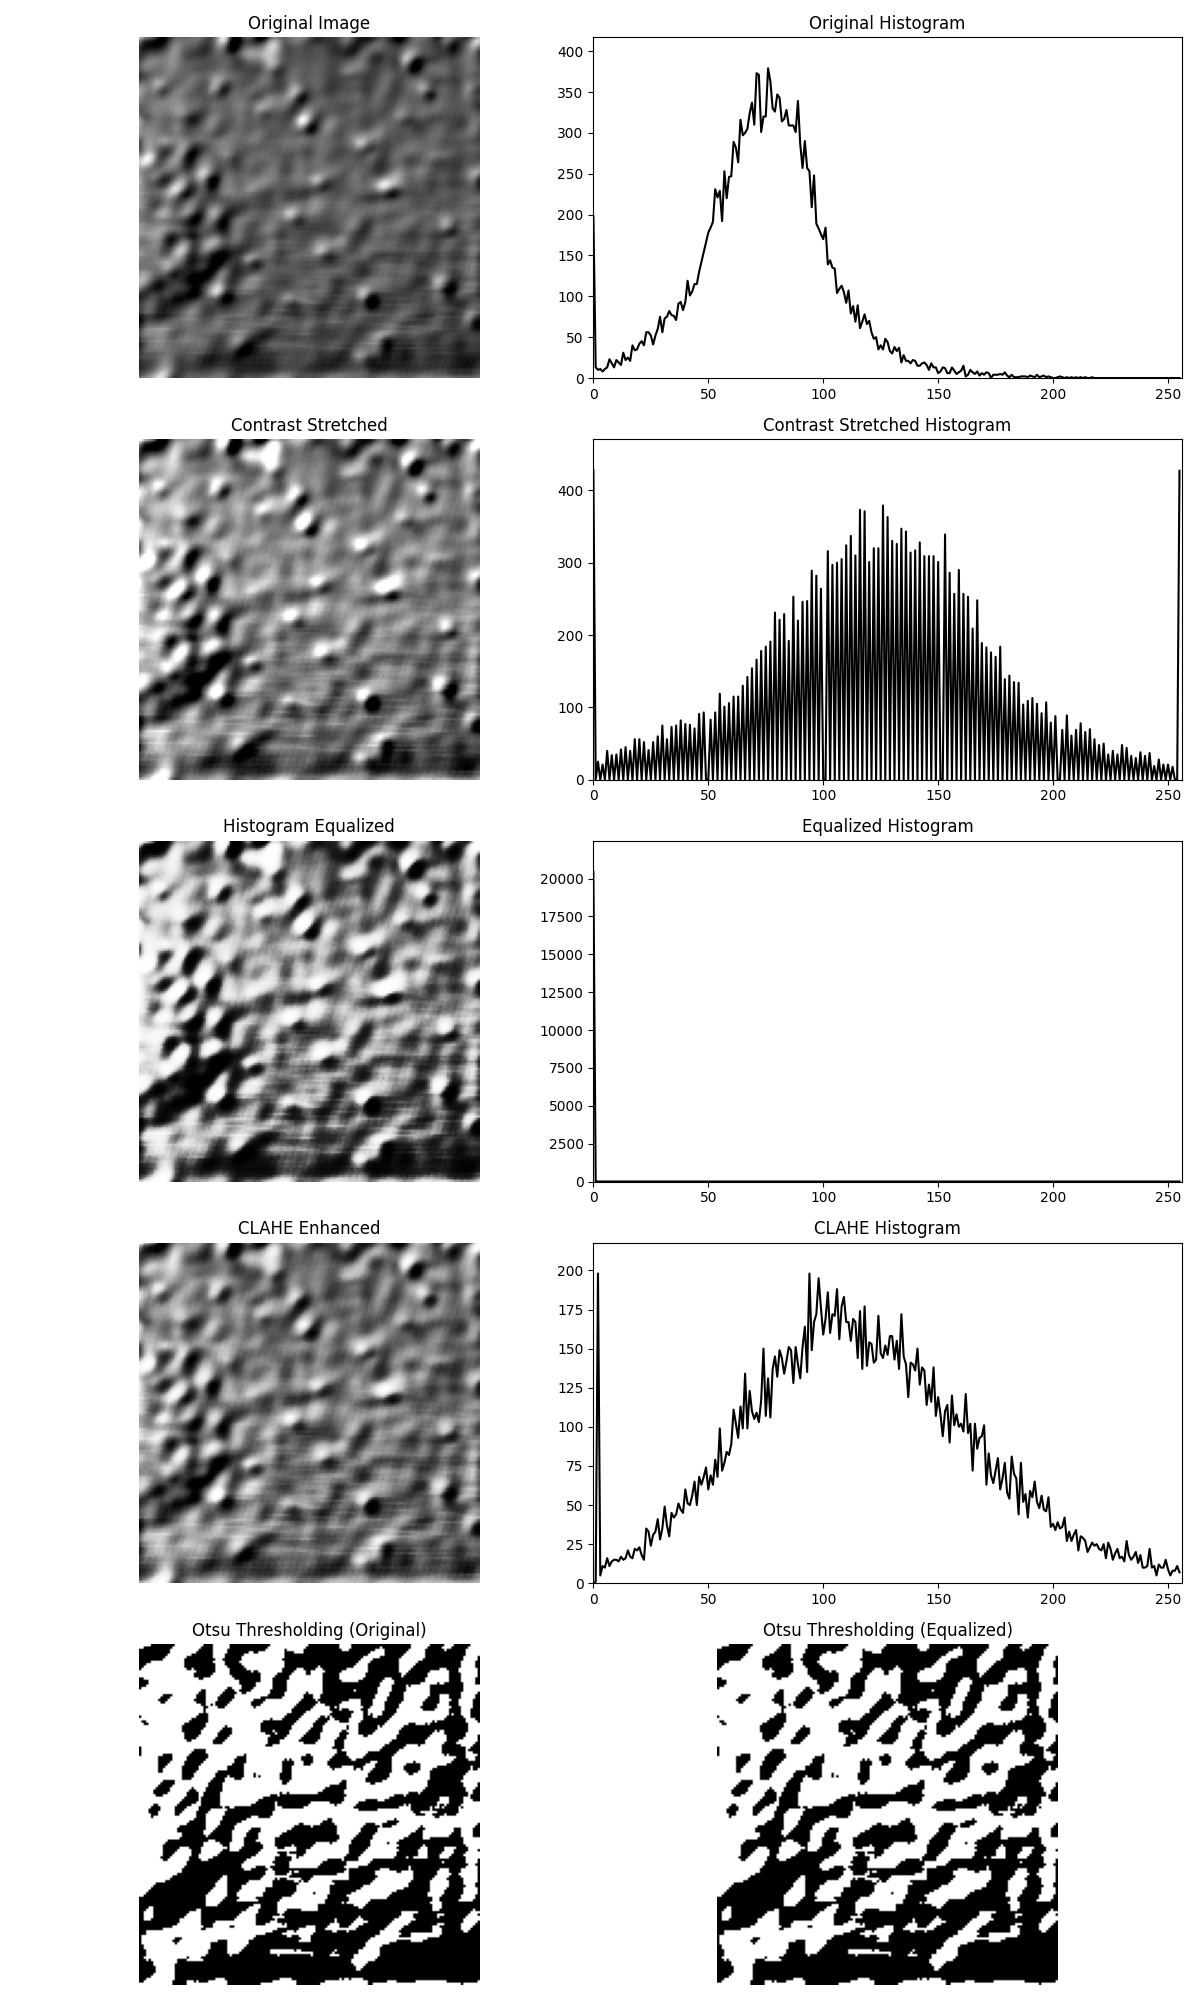 Original Image
Original Histogram
400
350
300
250
200
150
100
50
0
0 50 100 150 200 250
Contrast Stretched
Contrast Stretched Histogram
400
300
200
100
0
0 50 100 150 200 250
Histogram Equalized
Equalized Histogram
20000
17500
15000
12500
10000
7500
5000
2500
0
0 50 100 150 200 250
CLAHE Enhanced
CLAHE Histogram
200
175
150
125
100
75
50
25
0
0 50 100 150 200 250
Otsu Thresholding (Original)
Otsu Thresholding (Equalized)